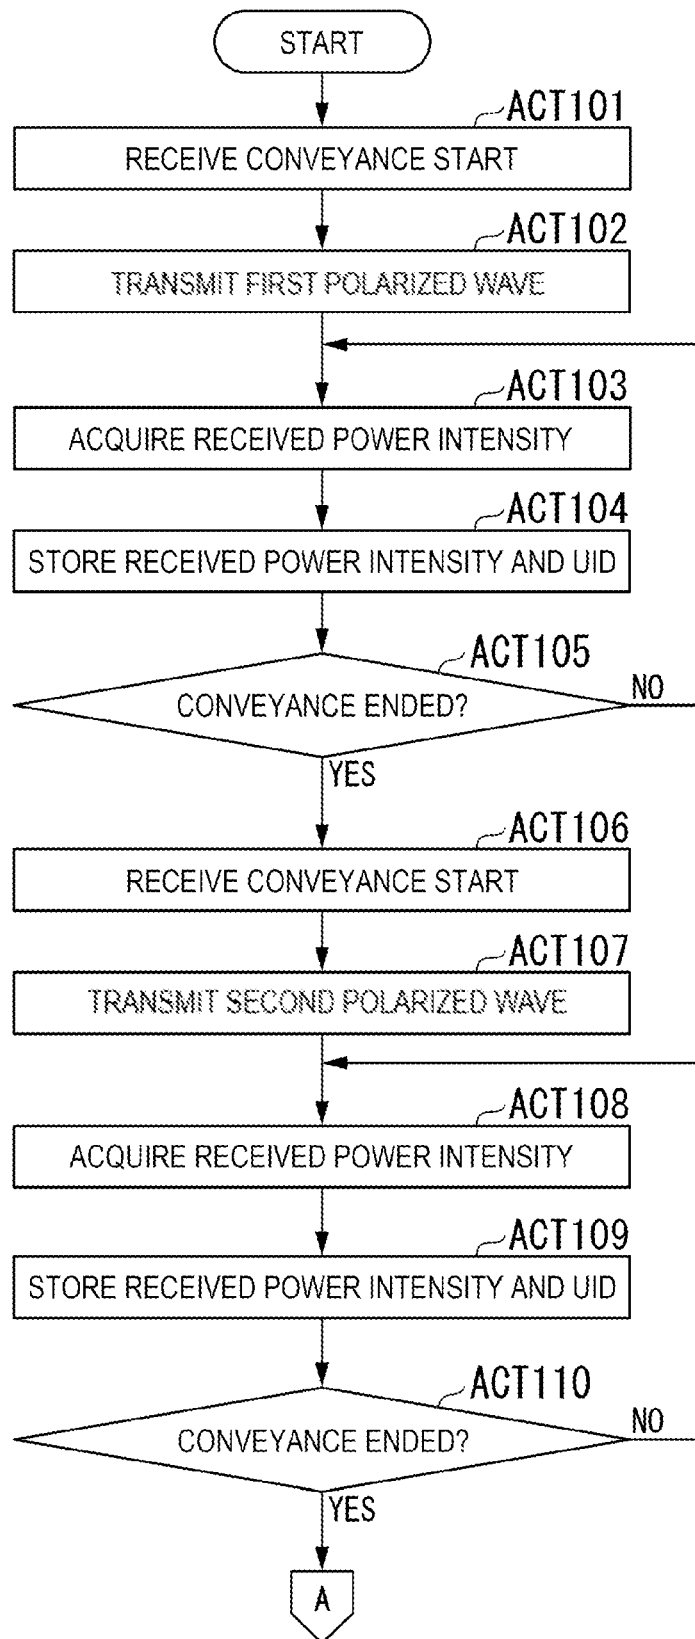 START
ACT101
RECEIVE CONVEYANCE START
ACT102
TRANSMIT FIRST POLARIZED WAVE
ACT103
ACQUIRE RECEIVED POWER INTENSITY
ACT104
STORE RECEIVED POWER INTENSITY AND UID
ACT105
CONVEYANCE ENDED?
NO
YES
ACT106
RECEIVE CONVEYANCE START
ACT107
TRANSMIT SECOND POLARIZED WAVE
ACT108
ACQUIRE RECEIVED POWER INTENSITY
ACT109
STORE RECEIVED POWER INTENSITY AND UID
ACT110
CONVEYANCE ENDED?
NO
YES
A